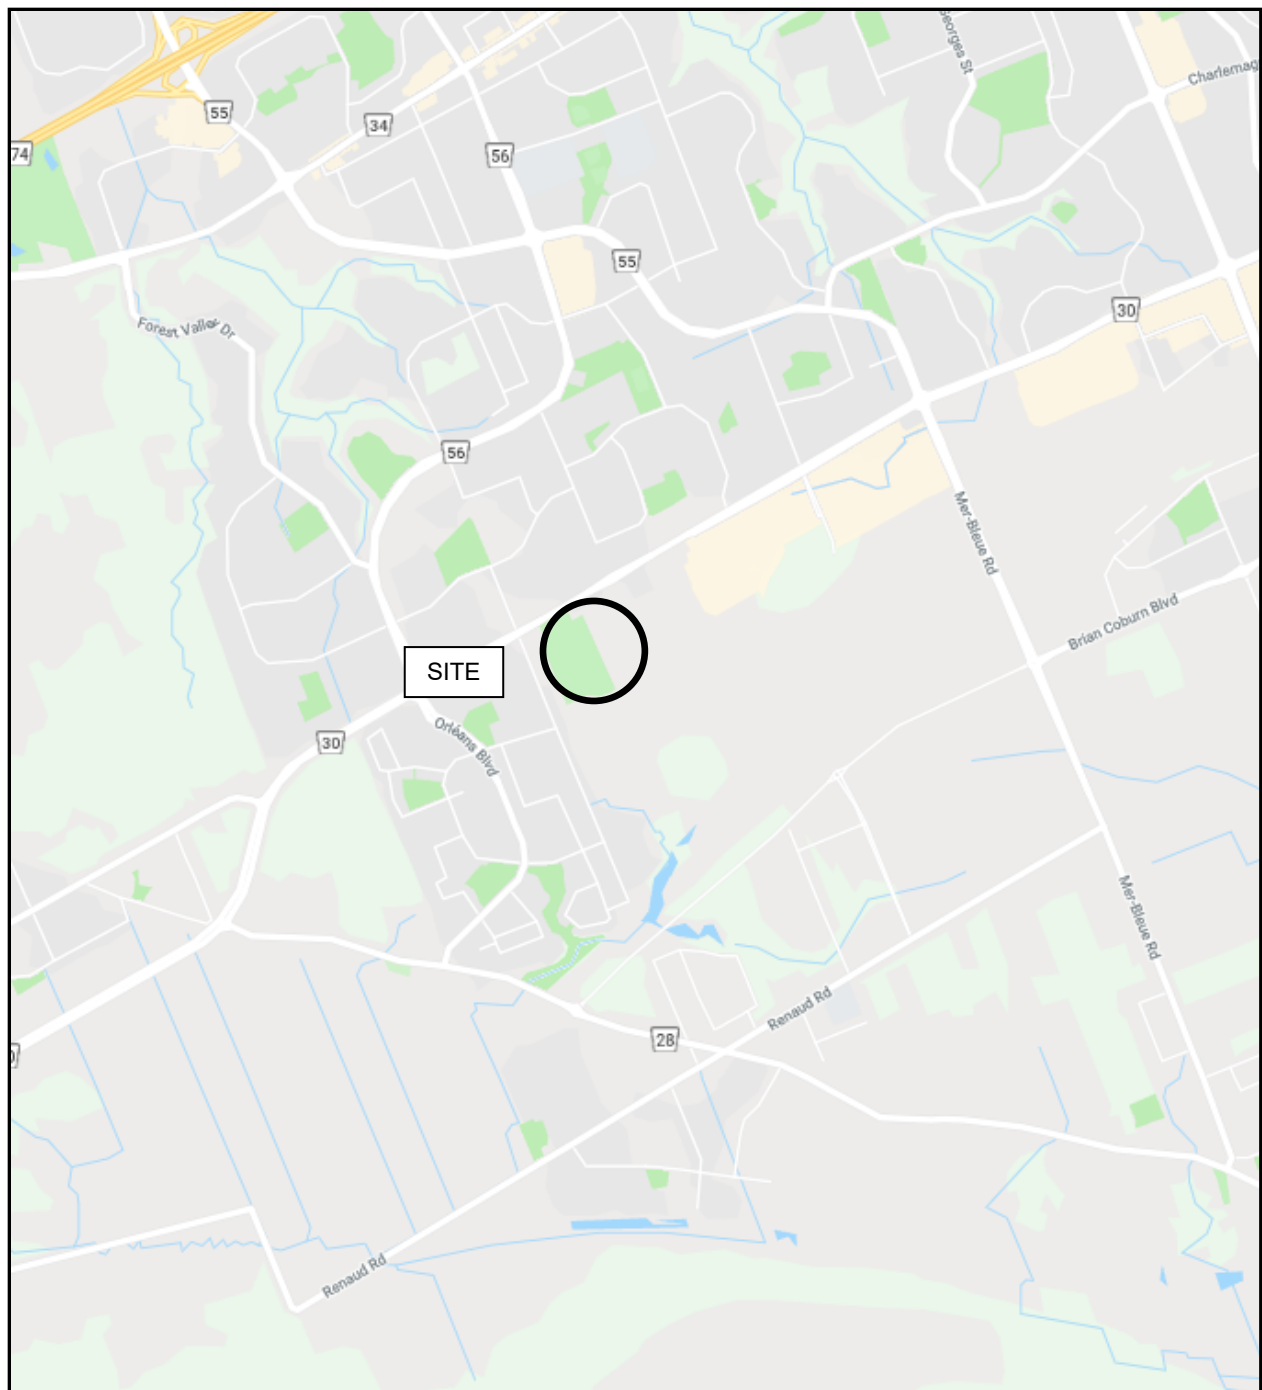 Georges St
Charlemag
55
34
74
56
55
30
Forest Valley Dr
56
Mer-Bleue Rd
Brian Coburn Blvd
SITE
30
Orléans Blvd
Mer-Bleue Rd
Renaud Rd
28
Renaud Rd